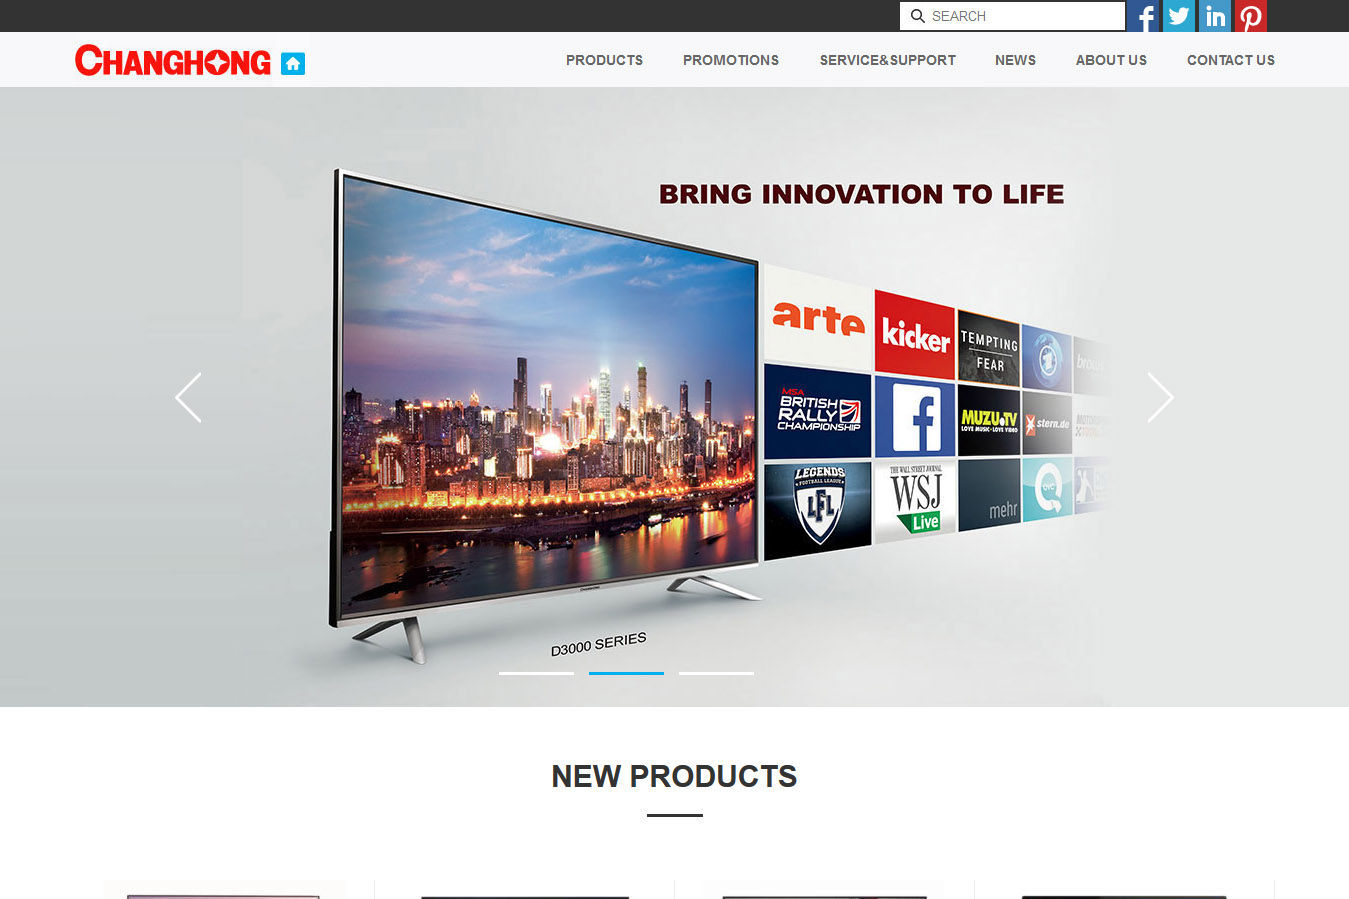 SEARCH
CHANGHONG
PRODUCTS
PROMOTIONS
SERVICE&SUPPORT
NEWS
ABOUT US
CONTACT US
BRING INNOVATION TO LIFE
arte
kicker
TEMPTING
FEAR
MSA
BRITISH
RALLY
CHAMPIONSHIP
MUZU.TV
LOVE MUSIC - LOVE VIDEO
stern.de
LEGENDS
FOOTBALL LEAGUE
LFL
THE WALL STREET JOURNAL
WSJ
Live
mehr
QVC
CHANGHONG
D3000 SERIES
NEW PRODUCTS